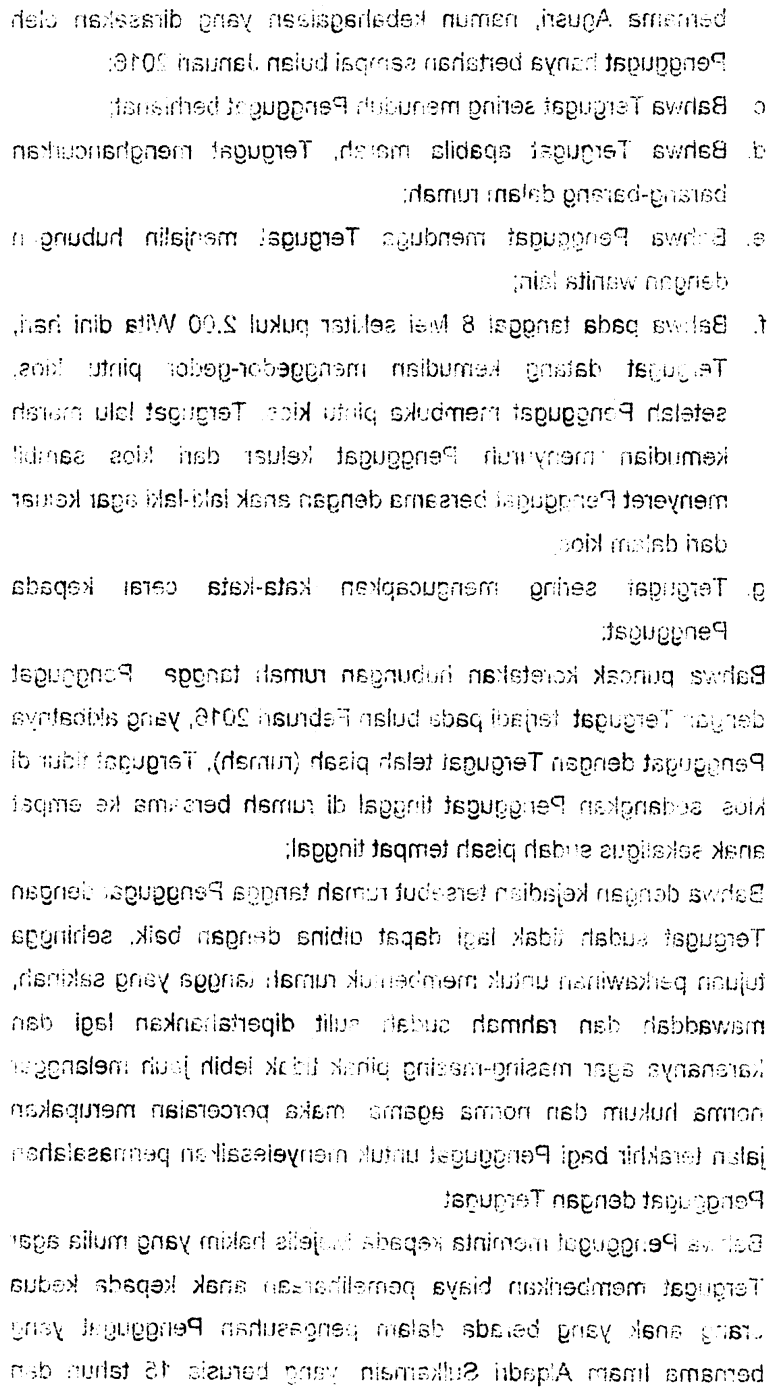 bernama Agusri, namun kebahagiaan yang dirasakan oleh
Penggugat hanya bertahan sampai bulan Januari 2016;
c. Bahwa Tergugat sering menuduh Penggugat berhianat;
d. Bahwa Tergugat apabila marah, Tergugat menghancurkan
barang-barang dalam rumah;
e. Bahwa Penggugat menduga Tergugat menjalin hubungan
dengan wanita lain;
f. Bahwa pada tanggal 8 Mei sekitar pukul 2.00 Wita dini hari,
Tergugat datang kemudian menggedor-gedor pintu kios,
setelah Penggugat membuka pintu kios, Tergugat lalu marah
kemudian menyuruh Penggugat keluar dari kios sambil
menyeret Penggugat bersama dengan anak laki-laki agar keluar
dari dalam kios;
g. Tergugat sering mengucapkan kata-kata cerai kepada
Penggugat;
Bahwa puncak keretakan hubungan rumah tangga Penggugat
dengan Tergugat terjadi pada bulan Februari 2016, yang akibatnya
Penggugat dengan Tergugat telah pisah (rumah), Tergugat tidur di
kios sedangkan Penggugat tinggal di rumah bersama ke empat
anak sekaligus sudah pisah tempat tinggal;
Bahwa dengan kejadian tersebut rumah tangga Penggugat dengan
Tergugat sudah tidak lagi dapat dibina dengan baik, sehingga
tujuan perkawinan untuk membentuk rumah tangga yang sakinah,
mawaddah dan rahmah sudah sulit dipertahankan lagi dan
karenanya agar masing-masing pihak tidak lebih jauh melanggar
norma hukum dan norma agama maka perceraian merupakan
jalan terakhir bagi Penggugat untuk menyelesaikan permasalahan
Penggugat dengan Tergugat
Bahwa Penggugat meminta kepada Majelis hakim yang mulia agar
Tergugat memberikan biaya pemeliharaan anak kepada kedua
orang anak yang berada dalam pengasuhan Penggugat yang
bernama Imam Alqadri Sulkarnain yang berusia 15 tahun dan